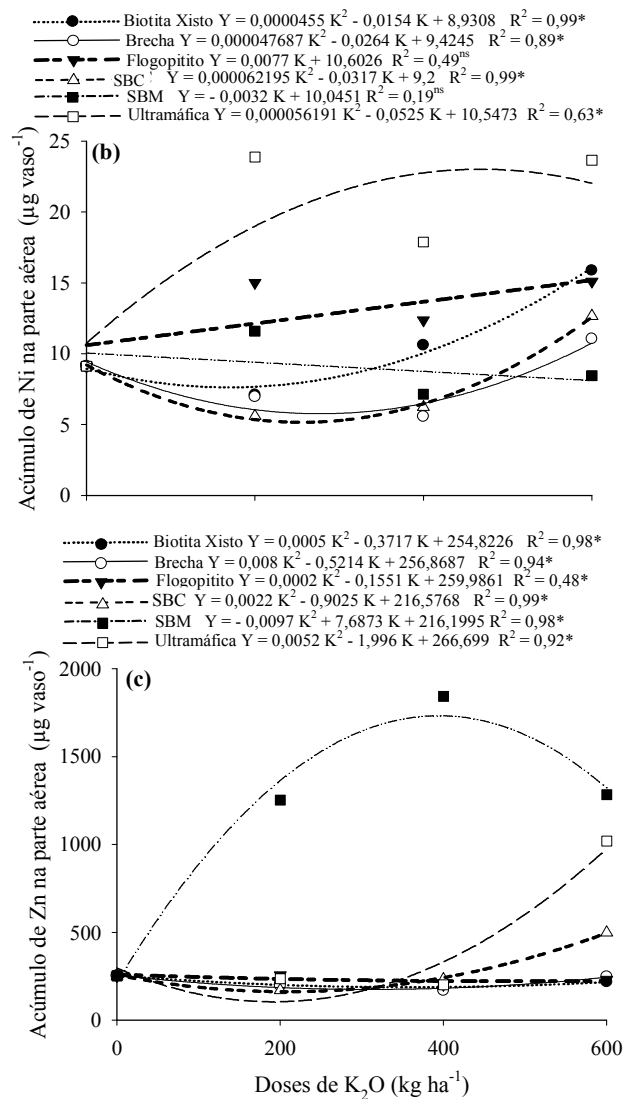 Biotita Xisto Y = 0,0000455 K² - 0,0154 K + 8,9308 R² = 0,99*
Brecha Y = 0,000047687 K² - 0,0264 K + 9,4245 R² = 0,89*
Flogopitito Y = 0,0077 K + 10,6026 R² = 0,49ⁿˢ
SBC Y = 0,000062195 K² - 0,0317 K + 9,2 R² = 0,99*
SBM Y = - 0,0032 K + 10,0451 R² = 0,19ⁿˢ
Ultramáfica Y = 0,000056191 K² - 0,0525 K + 10,5473 R² = 0,63*
(b)
Acúmulo de Ni na parte aérea (µg vaso⁻¹)
25
20
15
10
5
0
Biotita Xisto Y = 0,0005 K² - 0,3717 K + 254,8226 R² = 0,98*
Brecha Y = 0,008 K² - 0,5214 K + 256,8687 R² = 0,94*
Flogopitito Y = 0,0002 K² - 0,1551 K + 259,9861 R² = 0,48*
SBC Y = 0,0022 K² - 0,9025 K + 216,5768 R² = 0,99*
SBM Y = - 0,0097 K² + 7,6873 K + 216,1995 R² = 0,98*
Ultramáfica Y = 0,0052 K² - 1,996 K + 266,699 R² = 0,92*
(c)
Acúmulo de Zn na parte aérea (µg vaso⁻¹)
2000
1500
1000
500
0
0 200 400 600
Doses de K₂O (kg ha⁻¹)